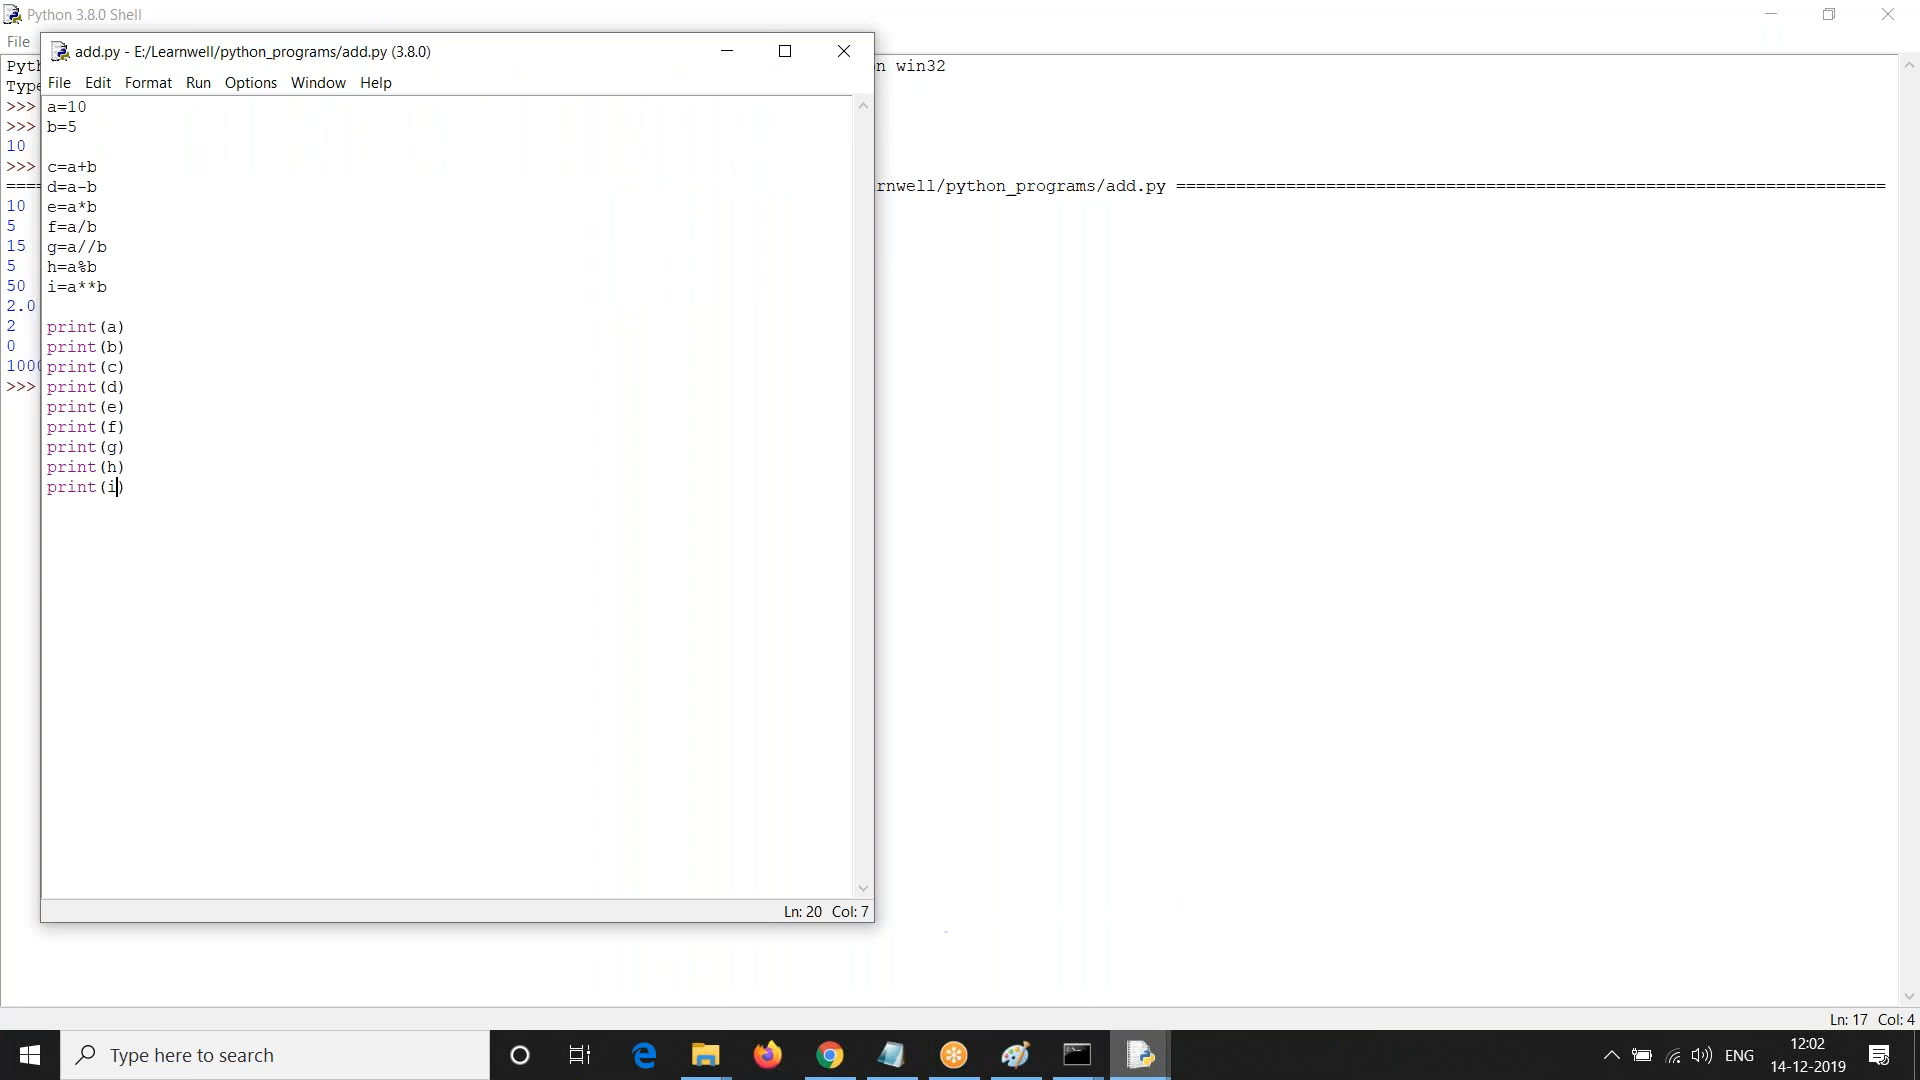 Python 3.8.0 Shell
File
add.py - E:/Learnwell/python_programs/add.py (3.8.0)
File Edit Format Run Options Window Help
win32
>>>
>>>
10
>>>
rnwell/python_programs/add.py =======================================================================
====
10
5
15
5
50
2.0
2
0
>>>
a=10
b=5
c=a+b
d=a-b
e=a*b
f=a/b
g=a//b
h=a%b
i=a**b
print(a)
print(b)
print(c)
print(d)
print(e)
print(f)
print(g)
print(h)
print(i)
Ln: 20 Col: 7
Ln: 17 Col: 4
Type here to search
ENG
12:02
14-12-2019